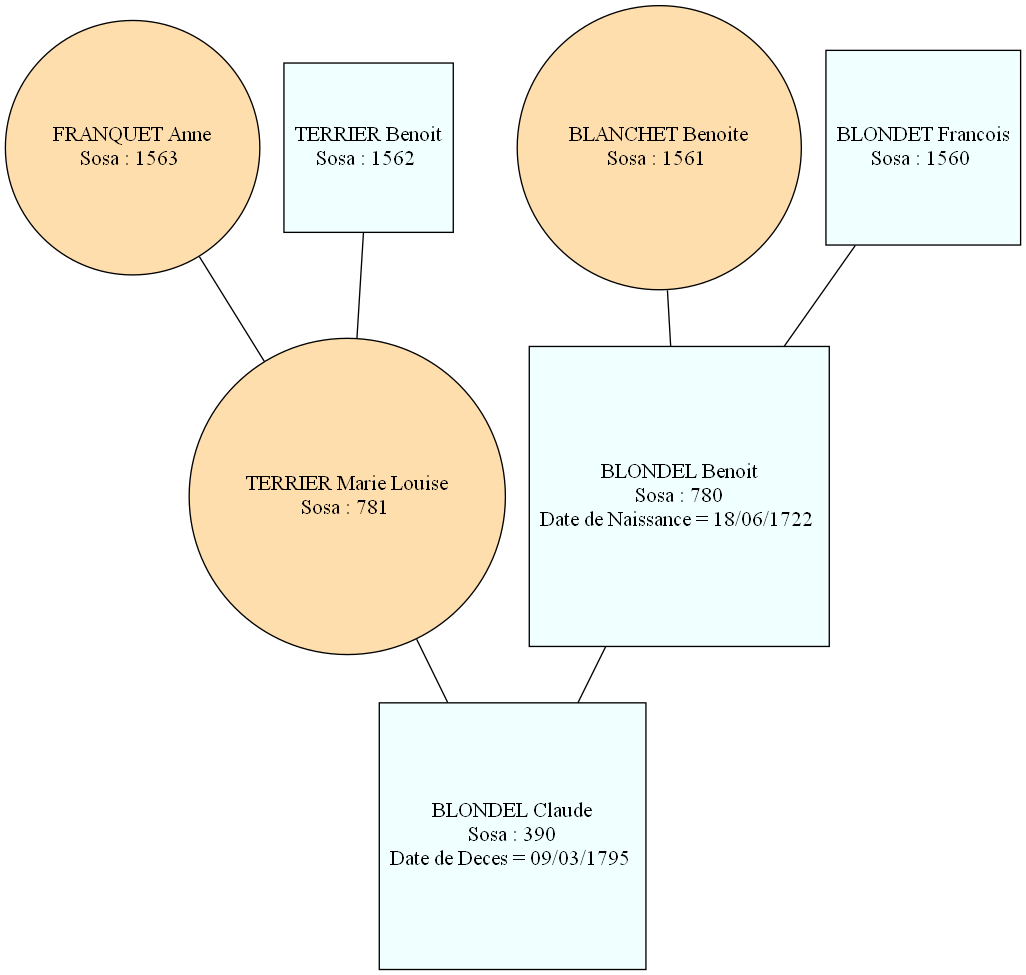 FRANQUET Anne
Sosa : 1563
TERRIER Benoit
Sosa : 1562
BLANCHET Benoite
Sosa : 1561
BLONDET Francois
Sosa : 1560
TERRIER Marie Louise
Sosa : 781
BLONDEL Benoit
Sosa : 780
Date de Naissance = 18/06/1722
BLONDEL Claude
Sosa : 390
Date de Deces = 09/03/1795